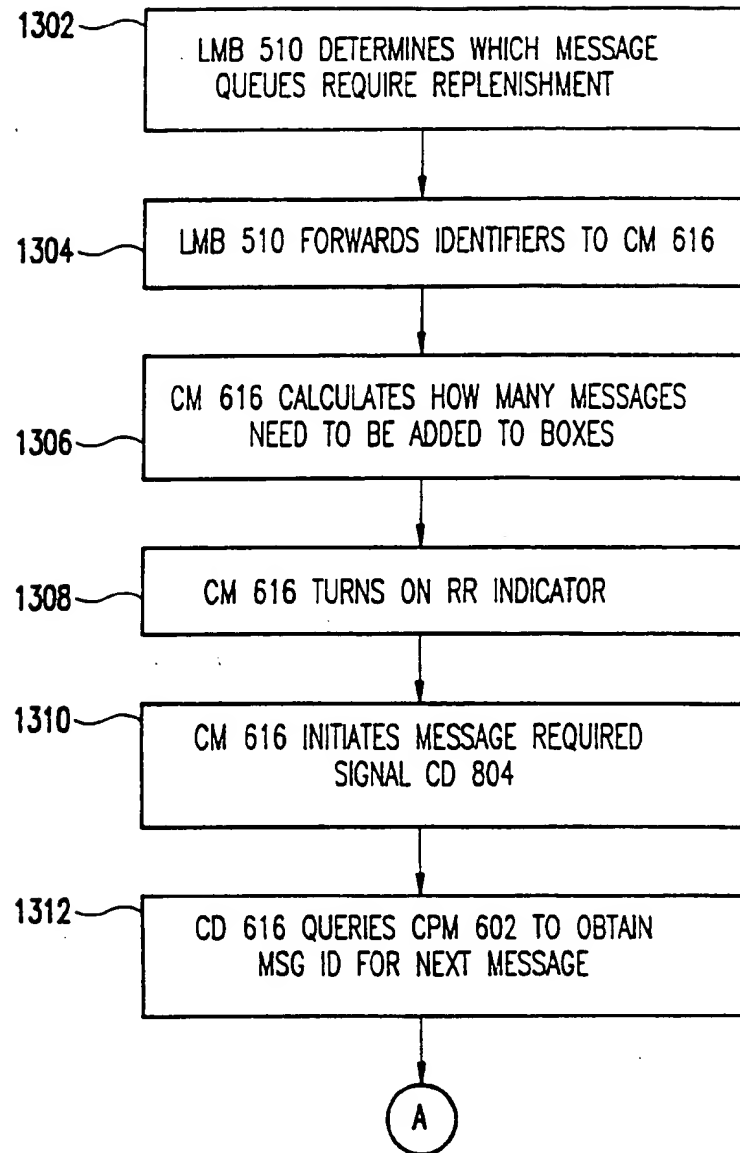 1302
LMB 510 DETERMINES WHICH MESSAGE
QUEUES REQUIRE REPLENISHMENT
1304
LMB 510 FORWARDS IDENTIFIERS TO CM 616
1306
CM 616 CALCULATES HOW MANY MESSAGES
NEED TO BE ADDED TO BOXES
1308
CM 616 TURNS ON RR INDICATOR
1310
CM 616 INITIATES MESSAGE REQUIRED
SIGNAL CD 804
1312
CD 616 QUERIES CPM 602 TO OBTAIN
MSG ID FOR NEXT MESSAGE
A